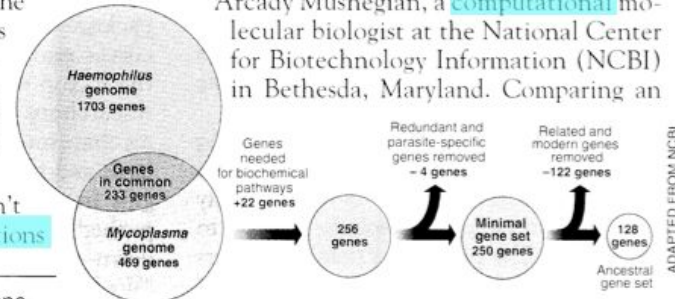 Arcady Mushegian, a computational mo-
lecular biologist at the National Center
for Biotechnology Information (NCBI)
in Bethesda, Maryland. Comparing an
Haemophilus
genome
1703 genes
Genes
in common
233 genes
Mycoplasma
genome
469 genes
Genes
needed
for biochemical
pathways
+22 genes
256
genes
Redundant and
parasite-specific
genes removed
– 4 genes
Minimal
gene set
250 genes
Related and
modern genes
removed
–122 genes
128
genes
Ancestral
gene set
ADAPTED FROM NCBI